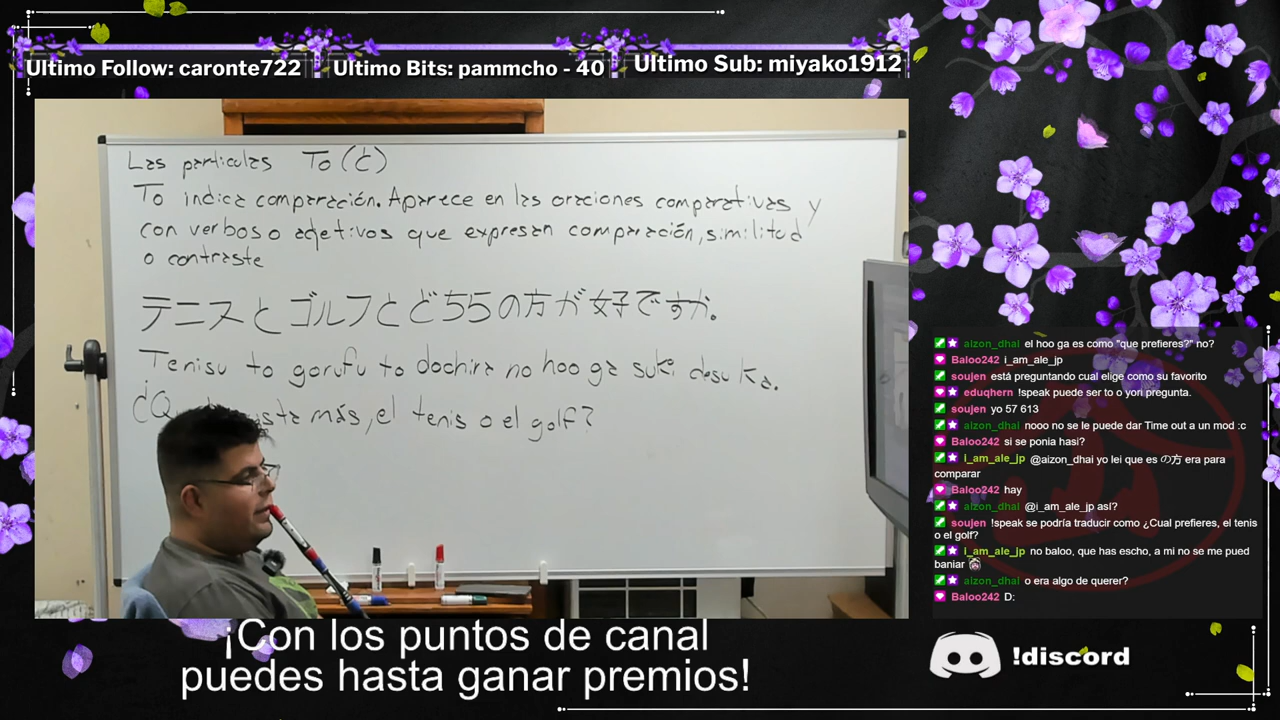 Ultimo Follow: caronte722
Ultimo Bits: pammcho - 40
Ultimo Sub: miyako1912
Las particulas To (と)
To indica comparación. Aparece en las oraciones comparativas y
con verbos o adjetivos que expresan comparación, similitud
o contraste
テニスとゴルフとどちらの方が好ですか。
Tenisu to gorufu to dochira no hoo ga suki desu ka.
más, el tenis o el golf?
aizon_dhal el hoo ga es como "que prefieres?" no?
Baloo242 i_am_ale_jp
soujen está preguntando cual elige como su favorito
eduqhern !speak puede ser to o yori pregunta.
soujen yo 57 613
aizon_dhal nooo no se le puede dar Time out a un mod :c
Baloo242 si se ponia hasi?
i_am_ale_jp @aizon_dhal yo lei que es の方 era para
comparar
Baloo242 hay
aizon_dhal @i_am_ale_jp así?
soujen !speak se podría traducir como ¿Cual prefieres, el tenis
o el golf?
i_am_ale_jp no baloo, que has escho, a mi no se me pued
baniar
aizon_dhal o era algo de querer?
Baloo242 D:
¡Con los puntos de canal
puedes hasta ganar premios!
!discord